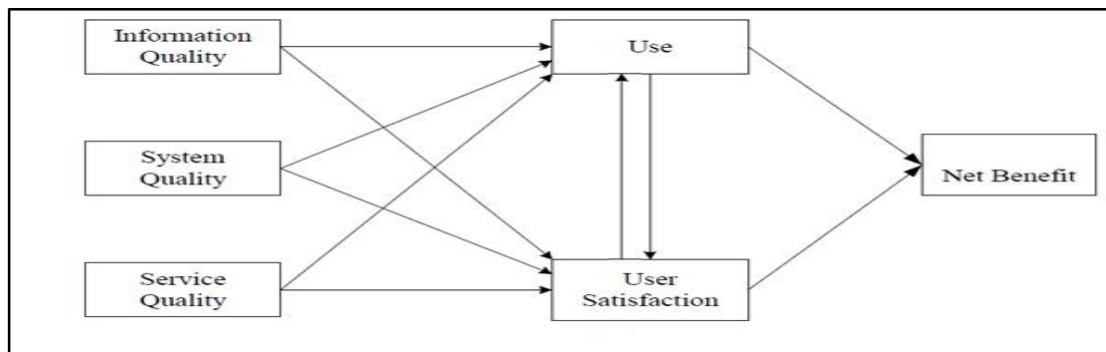 Information
Quality
Use
System
Quality
Net Benefit
Service
Quality
User
Satisfaction